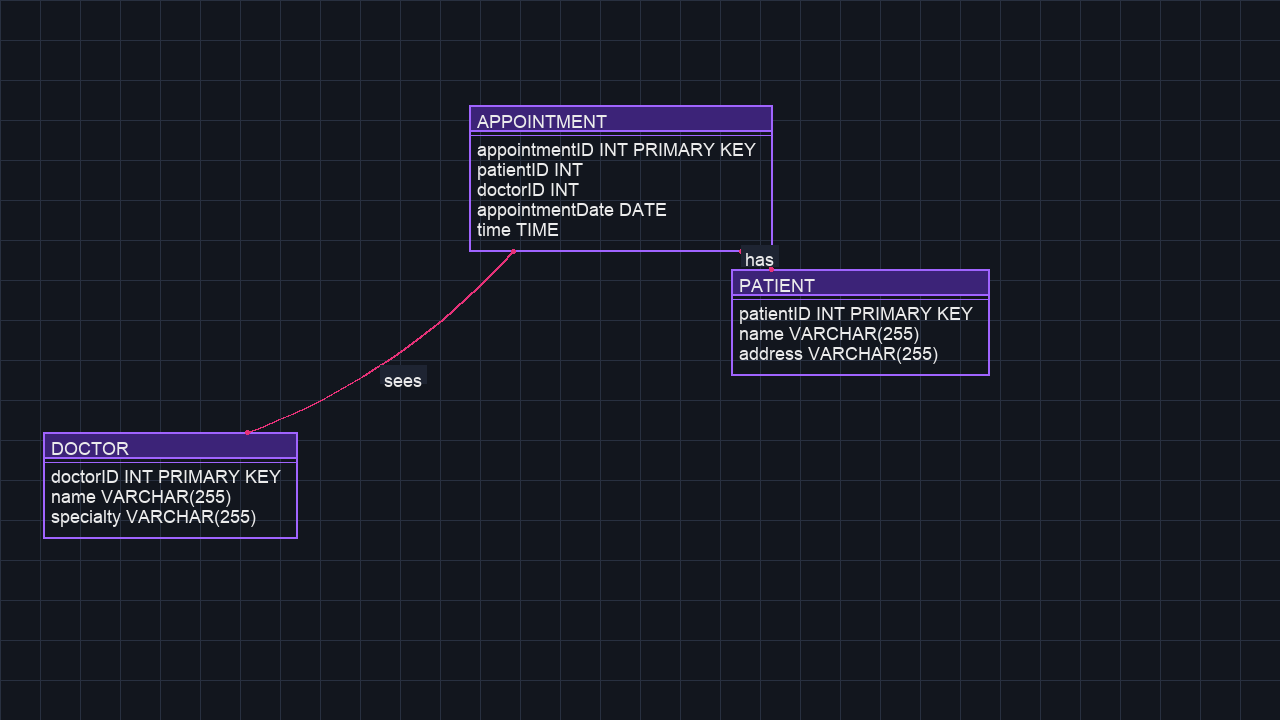 APPOINTMENT
appointmentID INT PRIMARY KEY
patientID INT
doctorID INT
appointmentDate DATE
time TIME
has
PATIENT
patientID INT PRIMARY KEY
name VARCHAR(255)
address VARCHAR(255)
sees
DOCTOR
doctorID INT PRIMARY KEY
name VARCHAR(255)
specialty VARCHAR(255)